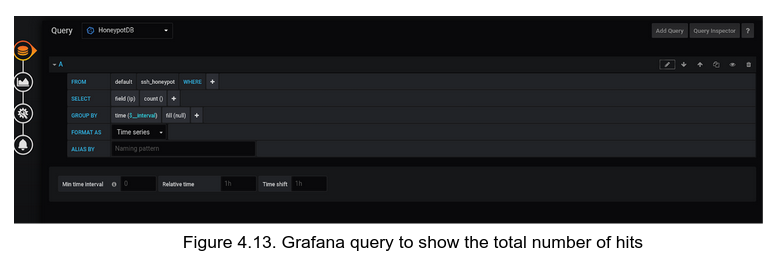 Query HoneypotDB Add Query Query Inspector ?
A
FROM default ssh_honeypot WHERE +
SELECT field (ip) count () +
GROUP BY time ($__interval) fill (null) +
FORMAT AS Time series
ALIAS BY Naming pattern
Min time interval 0 Relative time 1h Time shift 1h
Figure 4.13. Grafana query to show the total number of hits